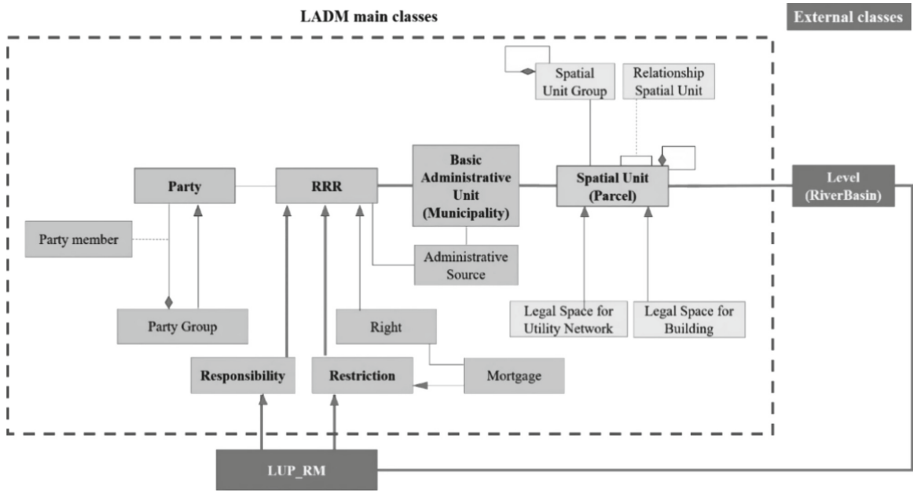 LADM main classes
External classes
Spatial
Unit Group
Relationship
Spatial Unit
Basic
Administrative
Unit
(Municipality)
Party
RRR
Spatial Unit
(Parcel)
Level
(RiverBasin)
Party member
Administrative
Source
Party Group
Right
Legal Space for
Utility Network
Legal Space for
Building
Responsibility
Restriction
Mortgage
LUP_RM